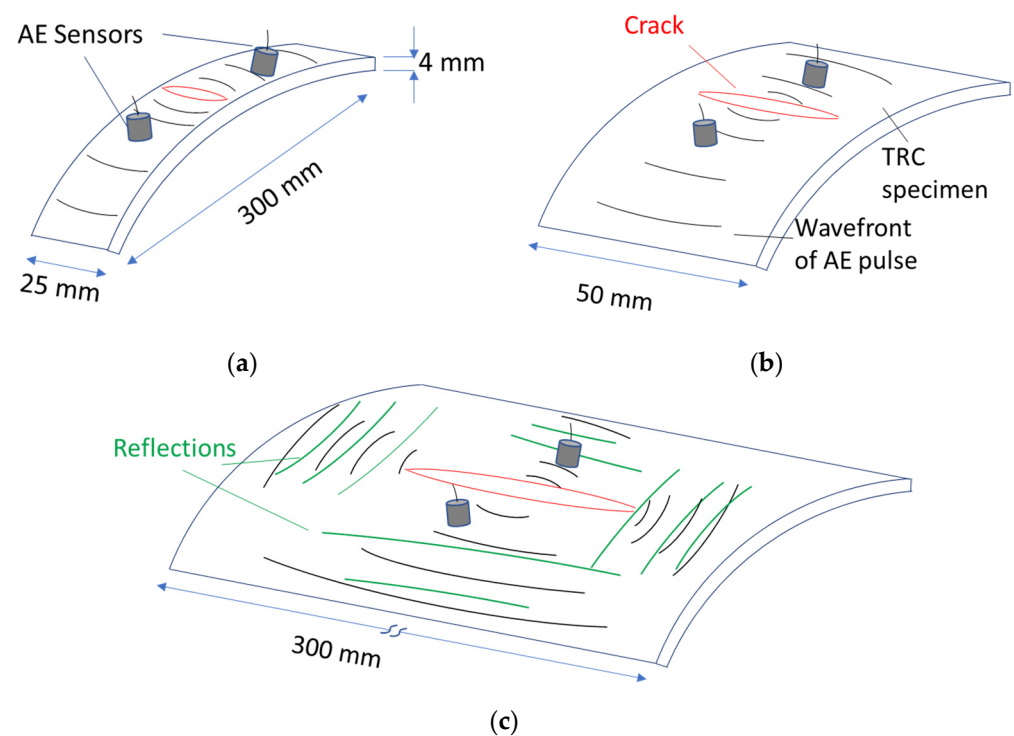 AE Sensors
4 mm
300 mm
25 mm
(a)
Crack
TRC
specimen
Wavefront
of AE pulse
50 mm
(b)
Reflections
300 mm
(c)